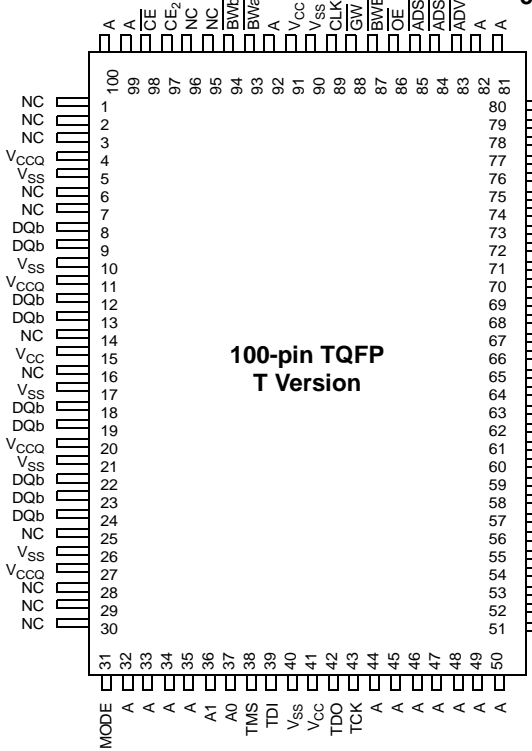 A A CE CE2 NC NC BWb BWa A VCC VSS CLK GW BWE OE ADS ADS ADV A A
100 99 98 97 96 95 94 93 92 91 90 89 88 87 86 85 84 83 82 81
NC 1 80
NC 2 79
NC 3 78
VCCQ 4 77
VSS 5 76
NC 6 75
NC 7 74
DQb 8 73
DQb 9 72
VSS 10 71
VCCQ 11 70
DQb 12 69
DQb 13 68
NC 14 67
VCC 15 66
NC 16 65
VSS 17 64
DQb 18 63
DQb 19 62
VCCQ 20 61
VSS 21 60
DQb 22 59
DQb 23 58
DQb 24 57
NC 25 56
VSS 26 55
VCCQ 27 54
NC 28 53
NC 29 52
NC 30 51
100-pin TQFP
T Version
31 32 33 34 35 36 37 38 39 40 41 42 43 44 45 46 47 48 49 50
MODE A A A A A1 A0 TMS TDI VSS VCC TDO TCK A A A A A A A